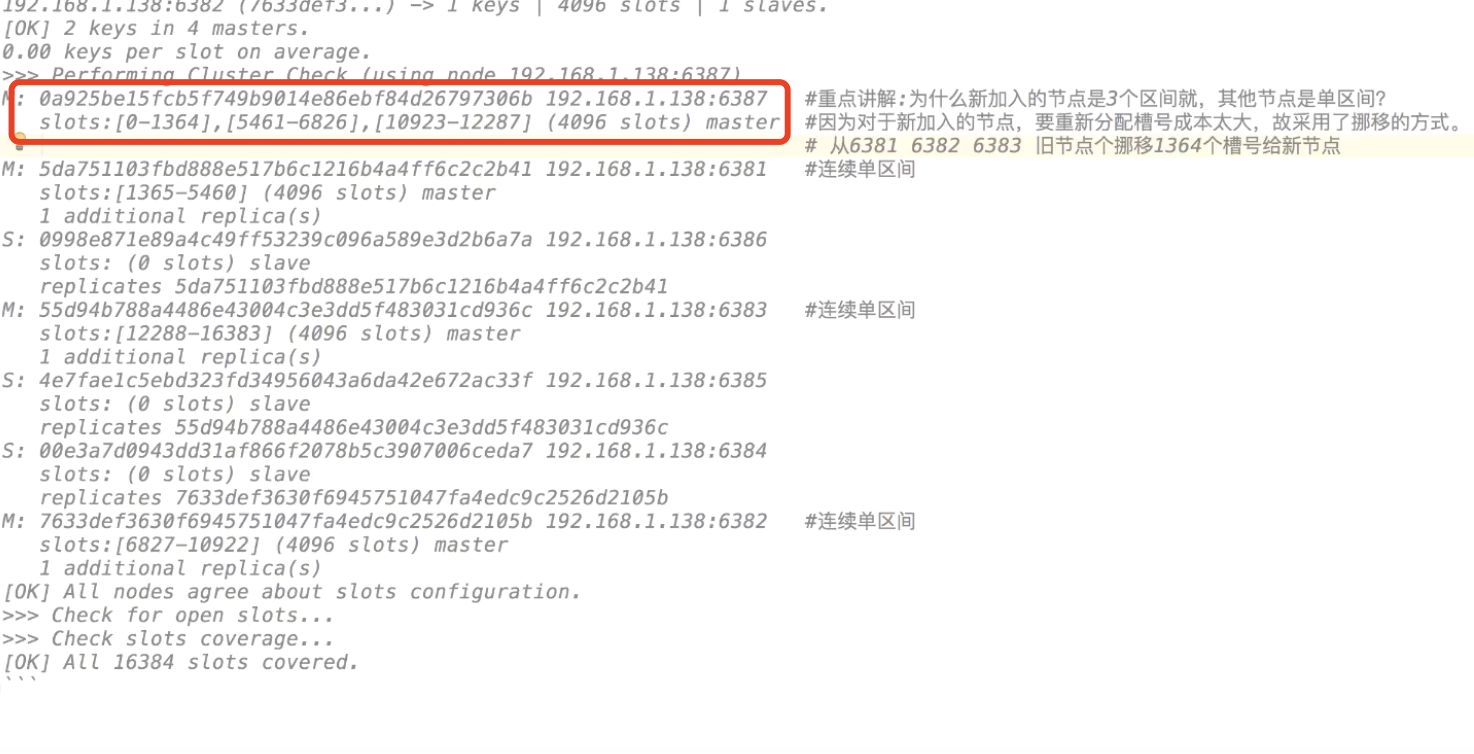 192.168.1.138:6382 (7633def3...) -> 1 keys | 4096 slots | 1 slaves.
[OK] 2 keys in 4 masters.
0.00 keys per slot on average.
>>> Performing Cluster Check (using node 192.168.1.138:6387)
M: 0a925be15fcb5f749b9014e86ebf84d26797306b 192.168.1.138:6387 #重点讲解:为什么新加入的节点是3个区间就，其他节点是单区间?
slots:[0-1364],[5461-6826],[10923-12287] (4096 slots) master #因为对于新加入的节点，要重新分配槽号成本太大，故采用了挪移的方式。
# 从6381 6382 6383 旧节点个挪移1364个槽号给新节点
M: 5da751103fbd888e517b6c1216b4a4ff6c2c2b41 192.168.1.138:6381 #连续单区间
slots:[1365-5460] (4096 slots) master
1 additional replica(s)
S: 0998e871e89a4c49ff53239c096a589e3d2b6a7a 192.168.1.138:6386
slots: (0 slots) slave
replicates 5da751103fbd888e517b6c1216b4a4ff6c2c2b41
M: 55d94b788a4486e43004c3e3dd5f483031cd936c 192.168.1.138:6383 #连续单区间
slots:[12288-16383] (4096 slots) master
1 additional replica(s)
S: 4e7fae1c5ebd323fd34956043a6da42e672ac33f 192.168.1.138:6385
slots: (0 slots) slave
replicates 55d94b788a4486e43004c3e3dd5f483031cd936c
S: 00e3a7d0943dd31af866f2078b5c3907006ceda7 192.168.1.138:6384
slots: (0 slots) slave
replicates 7633def3630f6945751047fa4edc9c2526d2105b
M: 7633def3630f6945751047fa4edc9c2526d2105b 192.168.1.138:6382 #连续单区间
slots:[6827-10922] (4096 slots) master
1 additional replica(s)
[OK] All nodes agree about slots configuration.
>>> Check for open slots...
>>> Check slots coverage...
[OK] All 16384 slots covered.
```